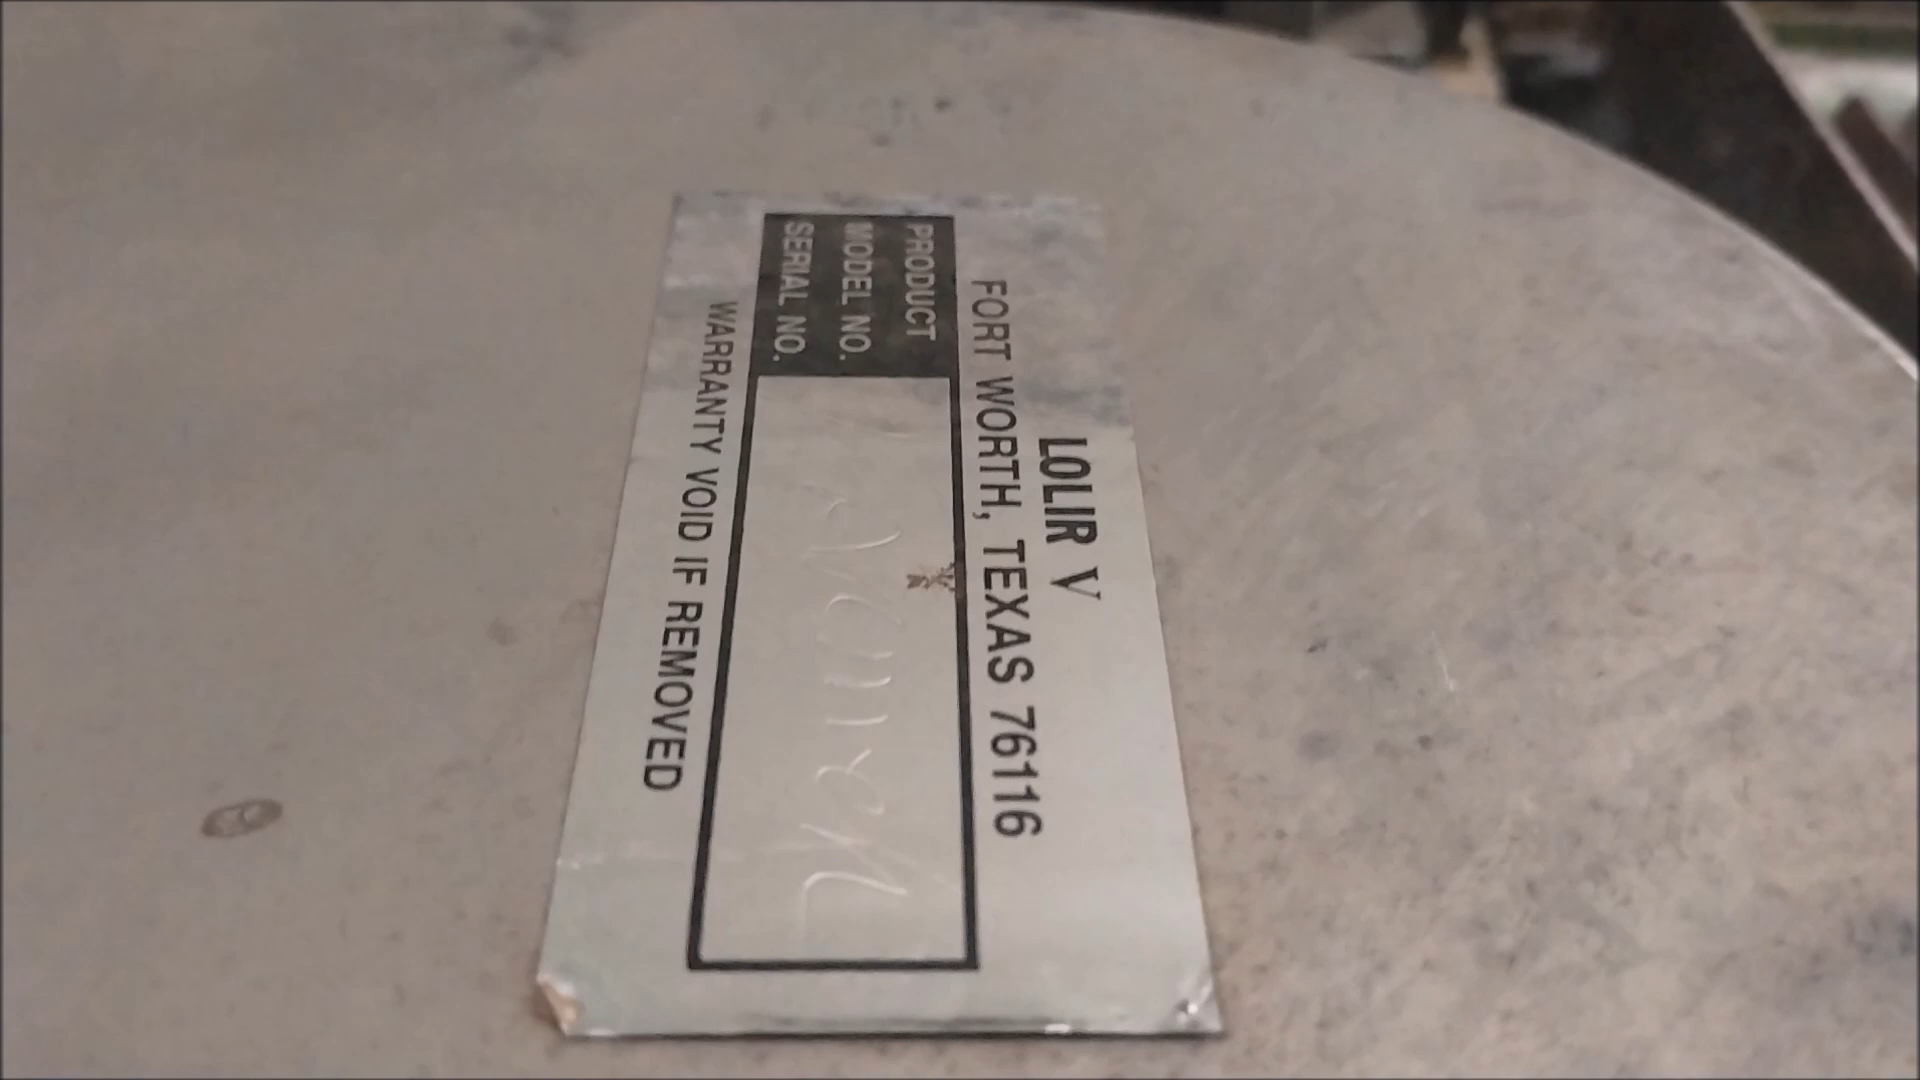 LOLIR V
FORT WORTH, TEXAS 76116
PRODUCT
MODEL NO.
SERIAL NO.
WARRANTY VOID IF REMOVED